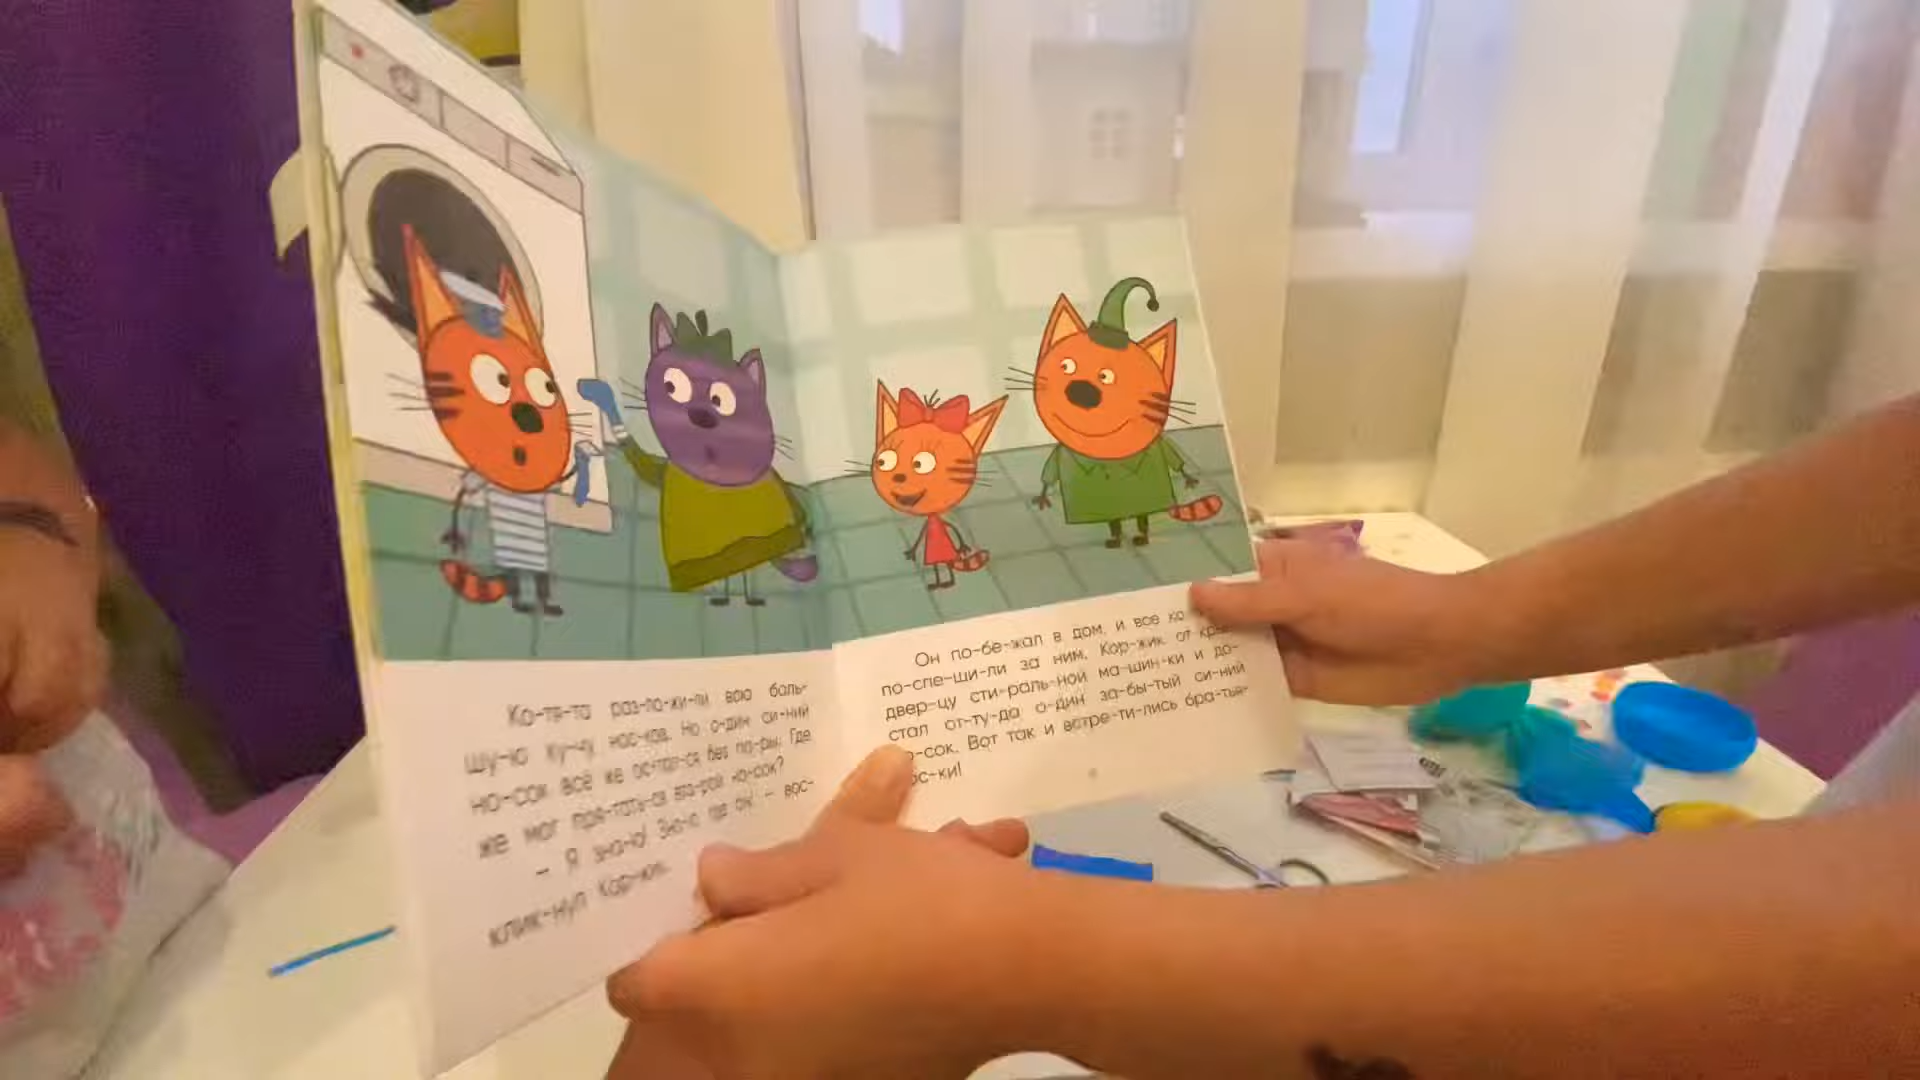 Ко-тя-та раз-ло-жи-ли всю боль-
шу-ю ку-чу нос-ков. Но о-дин си-ний
но-сок всё же ос-тал-ся без па-ры. Где
же мог пря-тать-ся вто-рой но-сок?
– Я зна-ю! Зна-ю где он! – вос-
клик-нул Кор-жик.
Он по-бе-жал в дом, и все ко
по-спе-ши-ли за ним. Кор-жик от-кры
двер-цу сти-раль-ной ма-шин-ки и до-
стал от-ту-да о-дин за-бы-тый си-ний
о-сок. Вот так и встре-ти-лись бра-тья-
ос-ки!